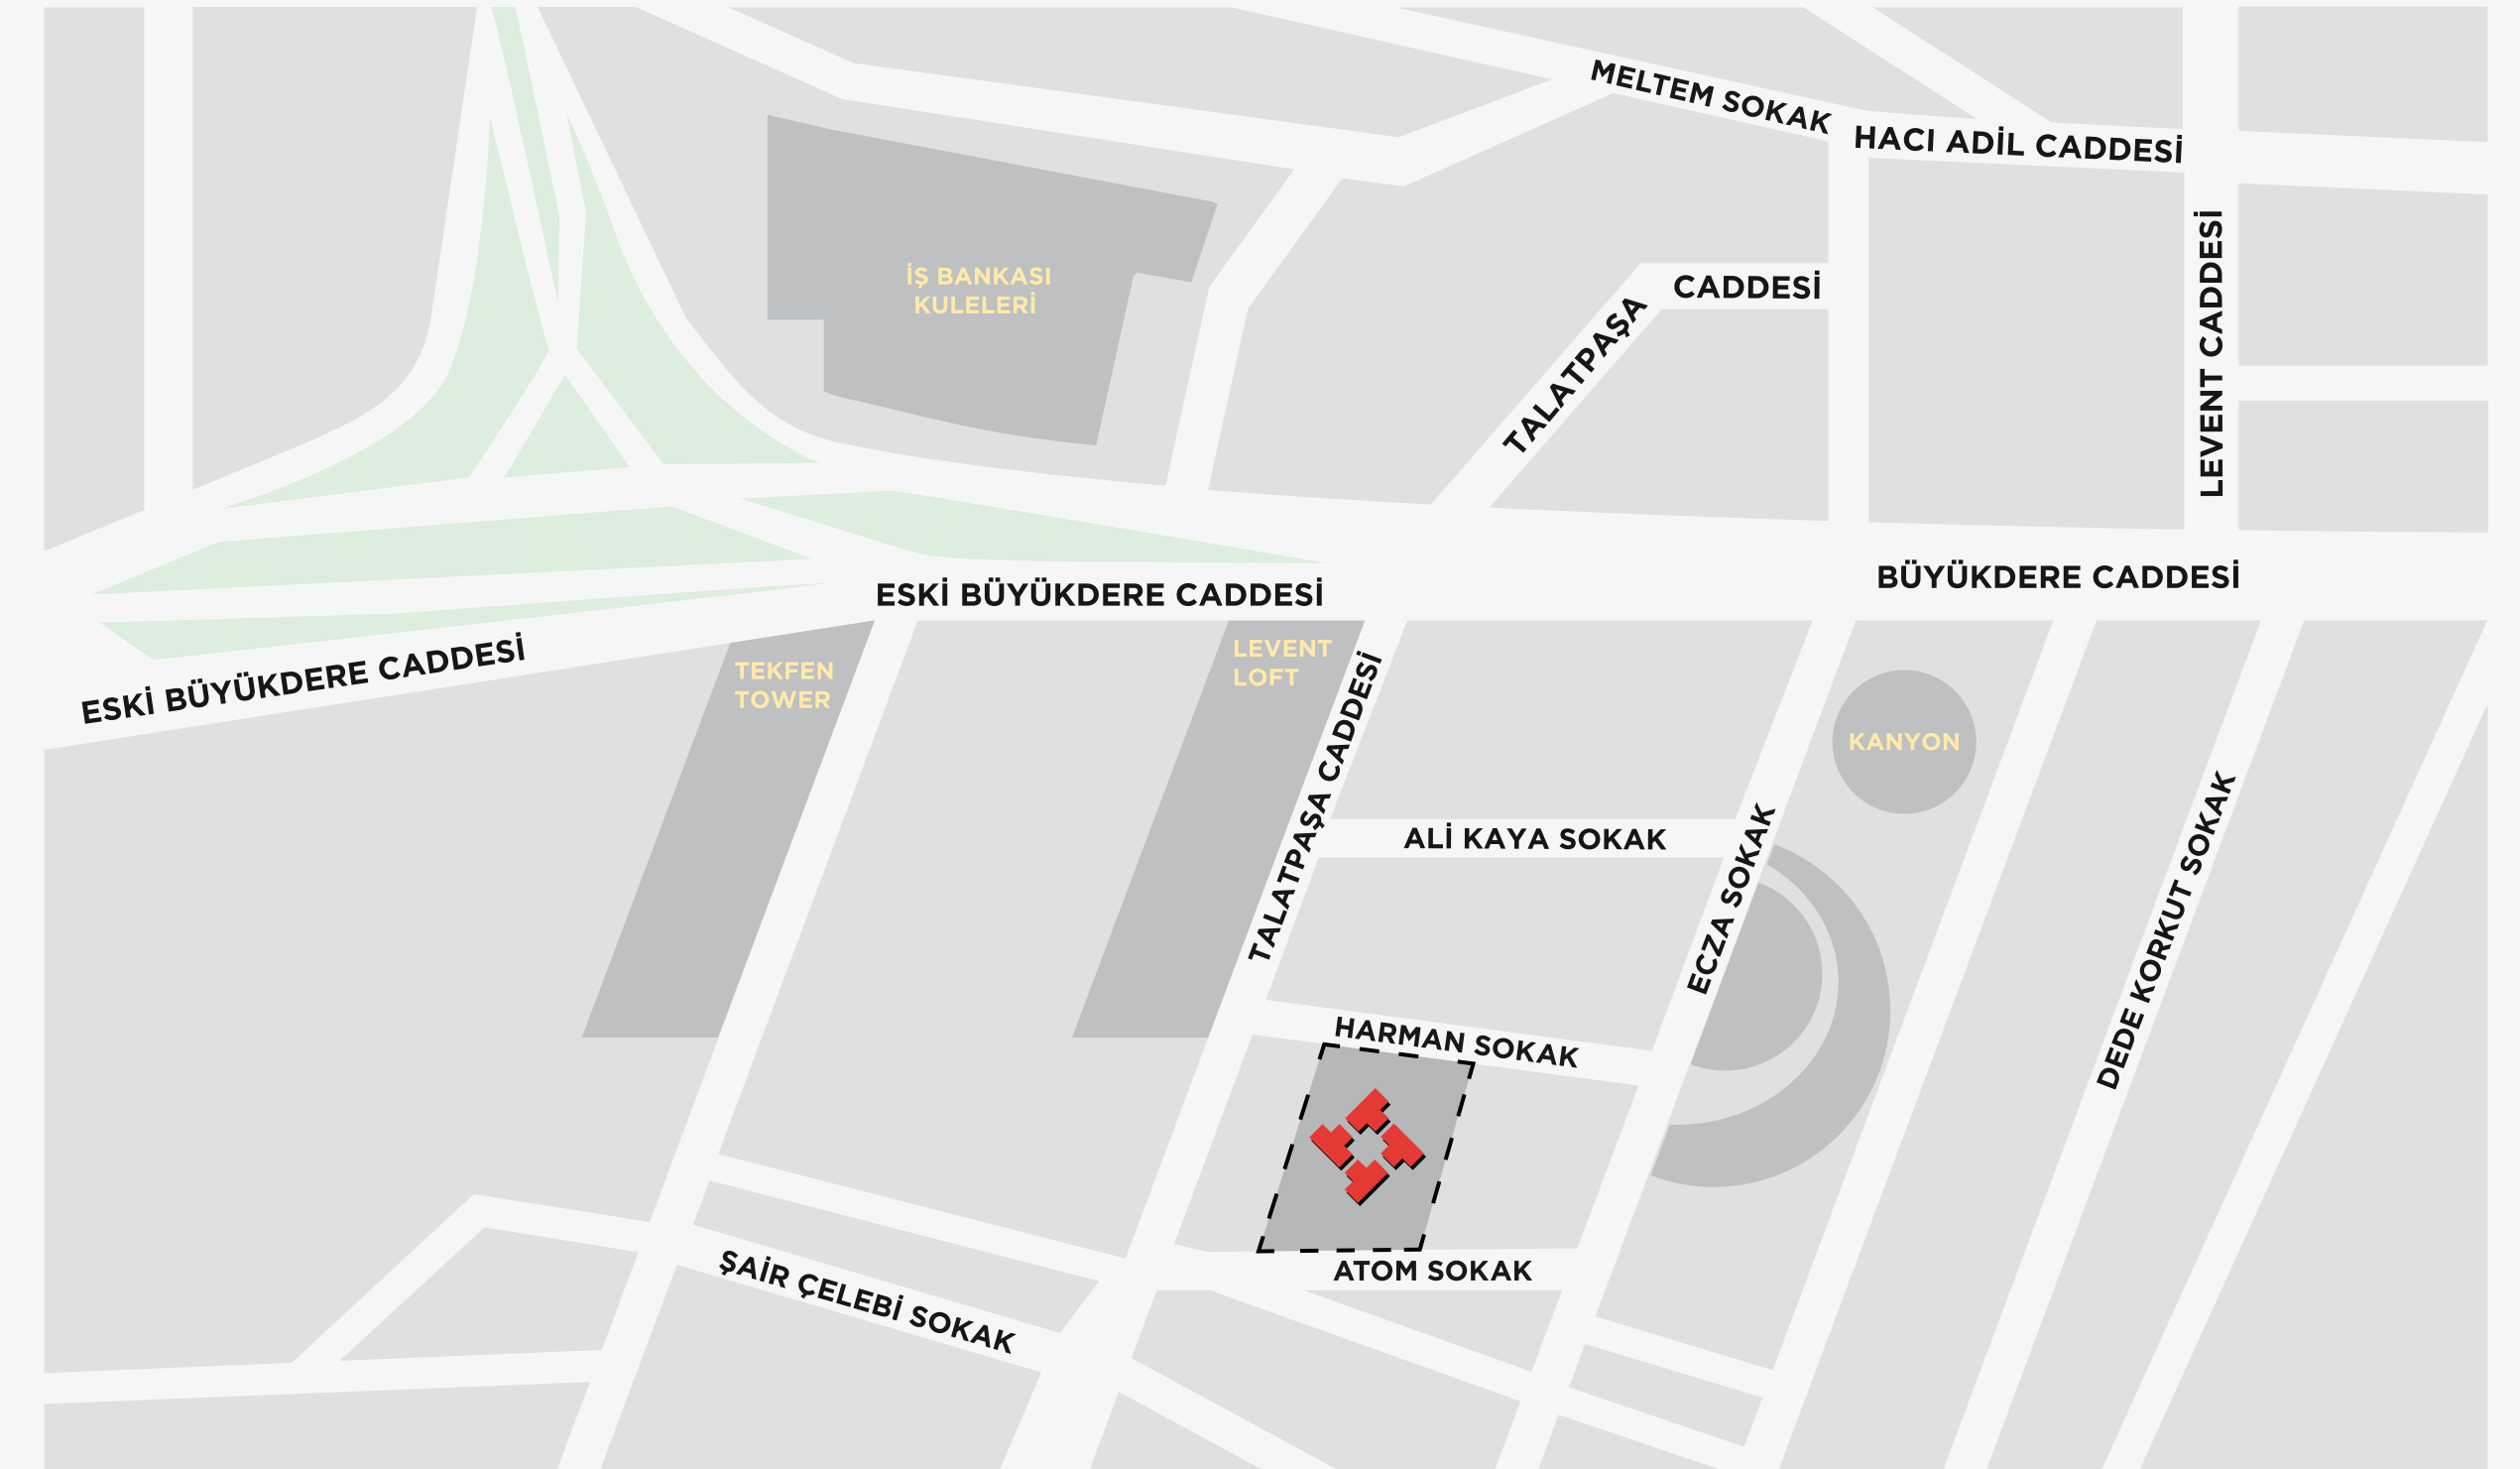 MELTEM SOKAK
HACI ADİL CADDESİ
LEVENT CADDESİ
İŞ BANKASI
KULELERİ
CADDESİ
TALATPAŞA
BÜYÜKDERE CADDESİ
ESKİ BÜYÜKDERE CADDESİ
ESKİ BÜYÜKDERE CADDESİ
TEKFEN
TOWER
LEVENT
LOFT
TALATPAŞA CADDESİ
KANYON
ALİ KAYA SOKAK
ECZA SOKAK
DEDE KORKUT SOKAK
HARMAN SOKAK
ATOM SOKAK
ŞAİR ÇELEBİ SOKAK